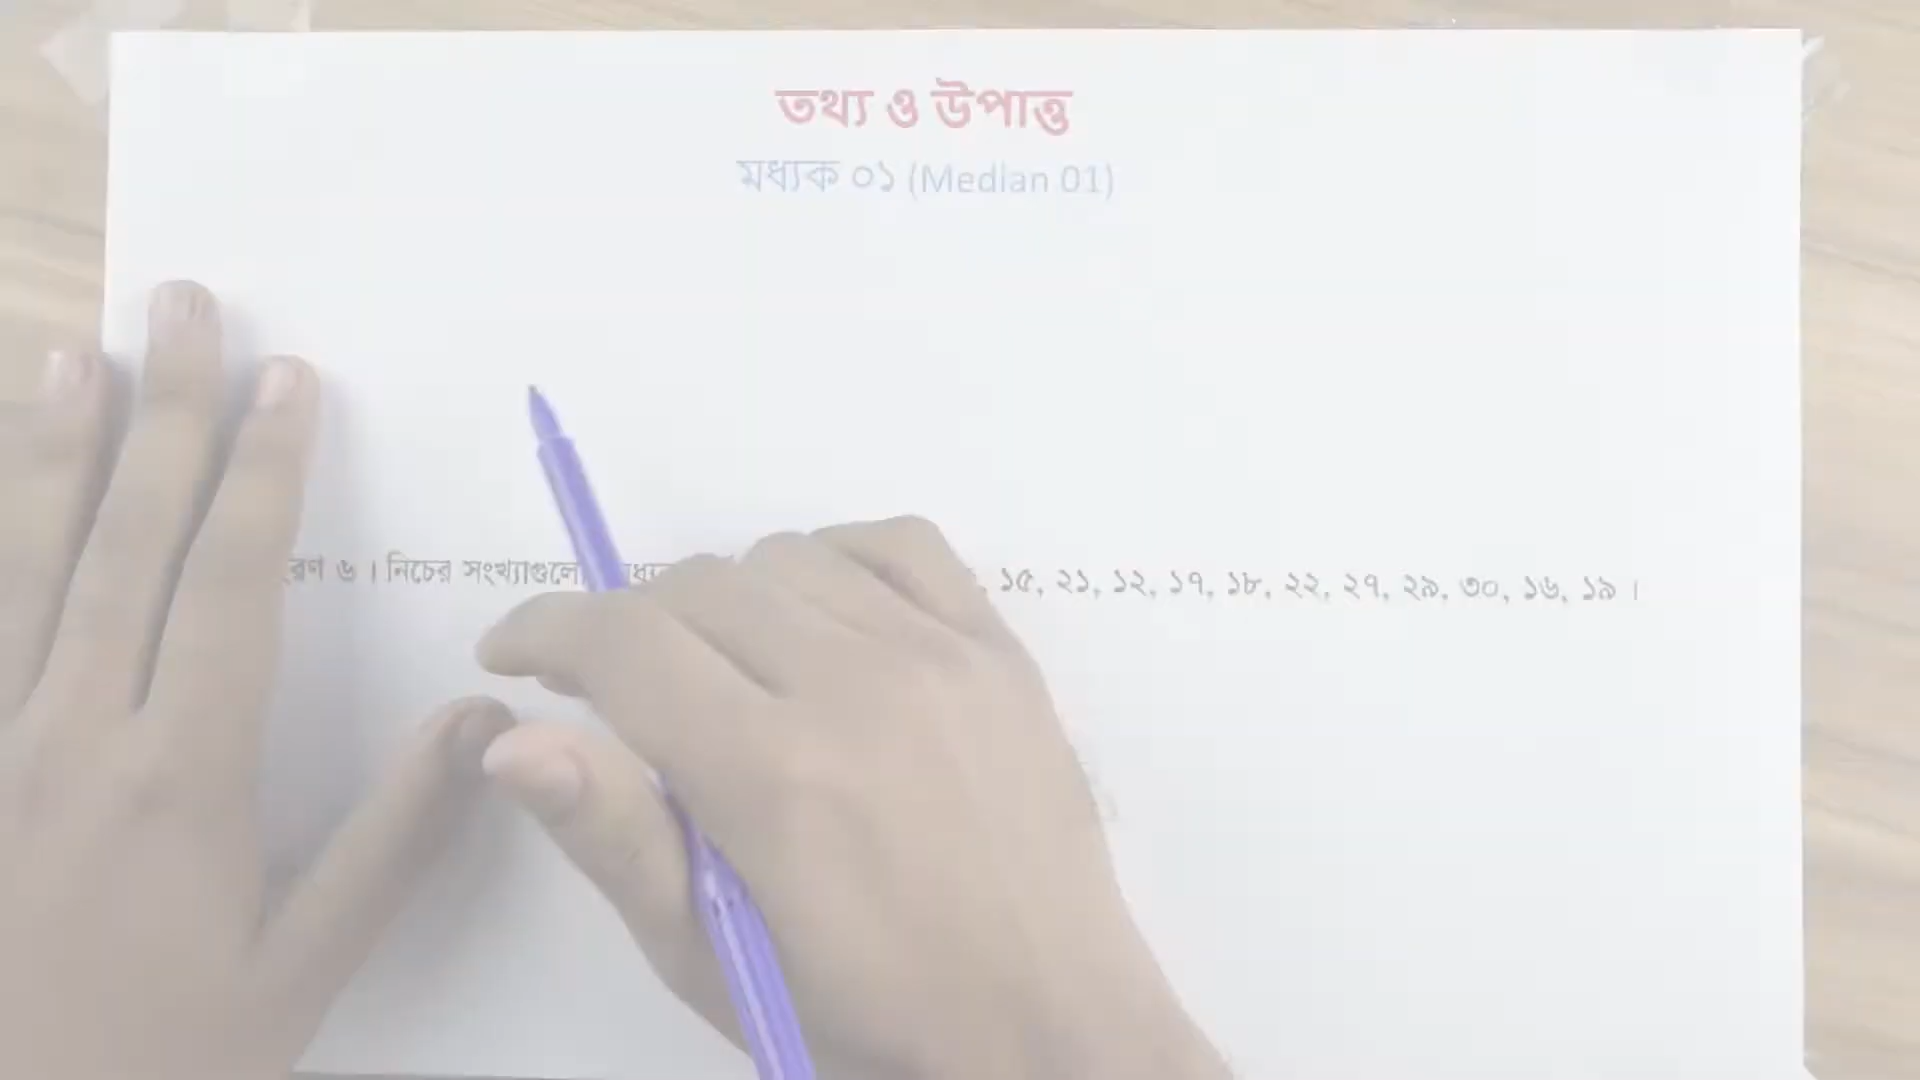 তথ্য ও উপাত্ত
মধ্যক ০১ (Median 01)
৬ । নিচের ১৫, ২১, ১২, ১৭, ১৮, ২২, ২৭, ২৯, ৩০, ১৬, ১৯ ।